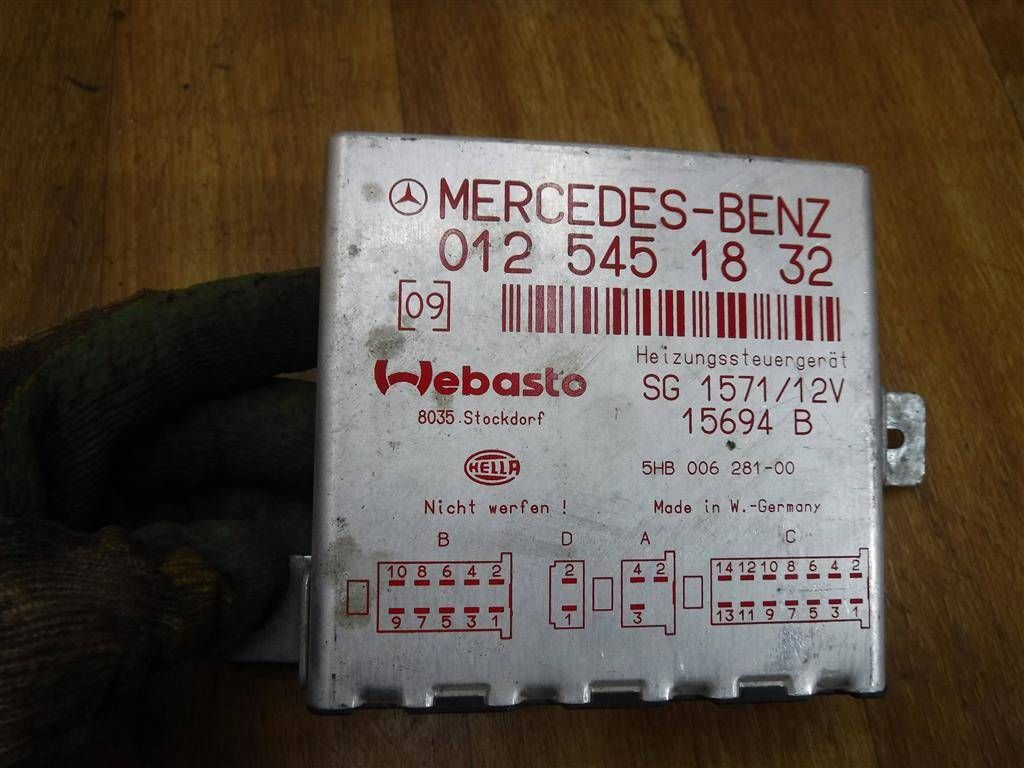 MERCEDES-BENZ
012 545 18 32
[09]
Heizungssteuergerät
Webasto
SG 1571/12V
8035 Stockdorf
15694 B
HELLA
5HB 006 281-00
Nicht werfen !
Made in W.-Germany
B D A C
10 8 6 4 2
2
4 2
14 12 10 8 6 4 2
9 7 5 3 1
1
3
13 11 9 7 5 3 1